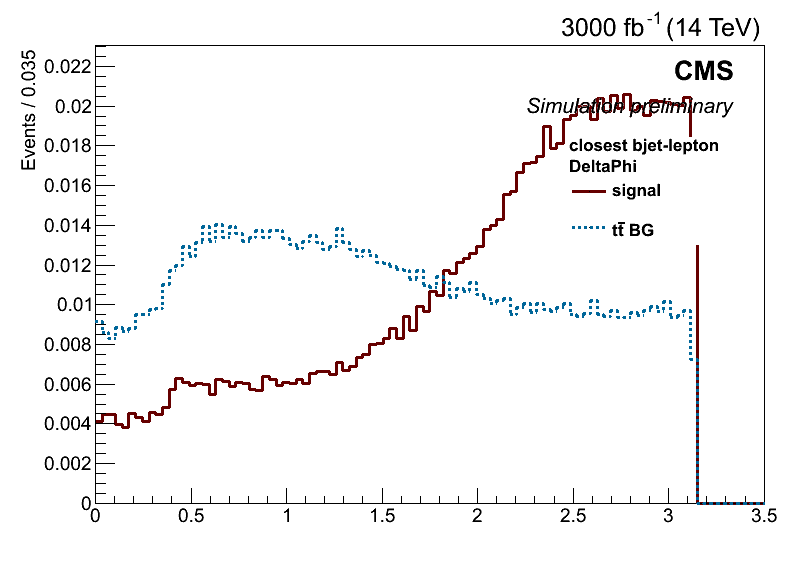 3000 fb-1 (14 TeV)
CMS
Simulation preliminary
Events / 0.035
closest bjet-lepton
DeltaPhi
signal
tt̄ BG
0.022
0.02
0.018
0.016
0.014
0.012
0.01
0.008
0.006
0.004
0.002
0
0 0.5 1 1.5 2 2.5 3 3.5